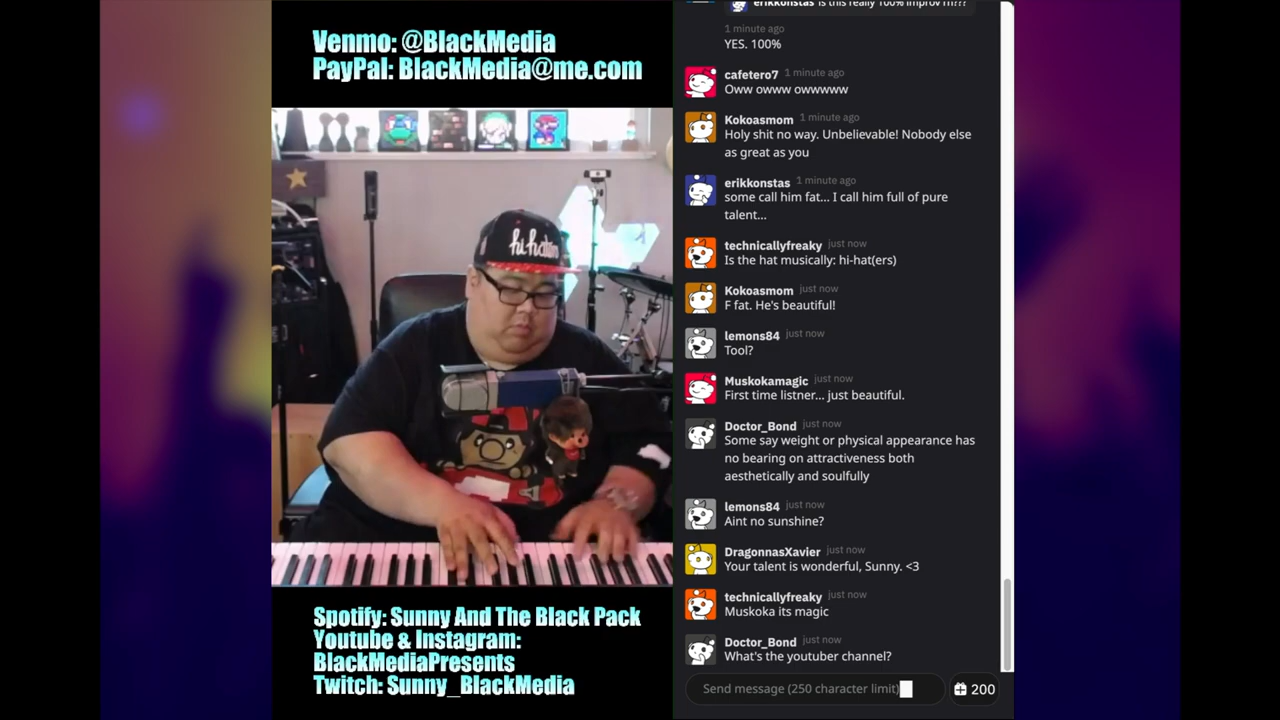 Venmo: @BlackMedia
PayPal: BlackMedia@me.com
hi hat
Spotify: Sunny And The Black Pack
Youtube & Instagram:
BlackMediaPresents
Twitch: Sunny_BlackMedia
erikkonstas Is this really 100% improv
1 minute ago
YES. 100%
cafetero7 1 minute ago
Oww owww owwwww
Kokoasmom 1 minute ago
Holy shit no way. Unbelievable! Nobody else
as great as you
erikkonstas 1 minute ago
some call him fat... I call him full of pure
talent...
technicallyfreaky just now
Is the hat musically: hi-hat(ers)
Kokoasmom just now
F fat. He's beautiful!
lemons84 just now
Tool?
Muskokamagic just now
First time listner... just beautiful.
Doctor_Bond just now
Some say weight or physical appearance has
no bearing on attractiveness both
aesthetically and soulfully
lemons84 just now
Aint no sunshine?
DragonnasXavier just now
Your talent is wonderful, Sunny. <3
technicallyfreaky just now
Muskoka its magic
Doctor_Bond just now
What's the youtuber channel?
Send message (250 character limit)
200